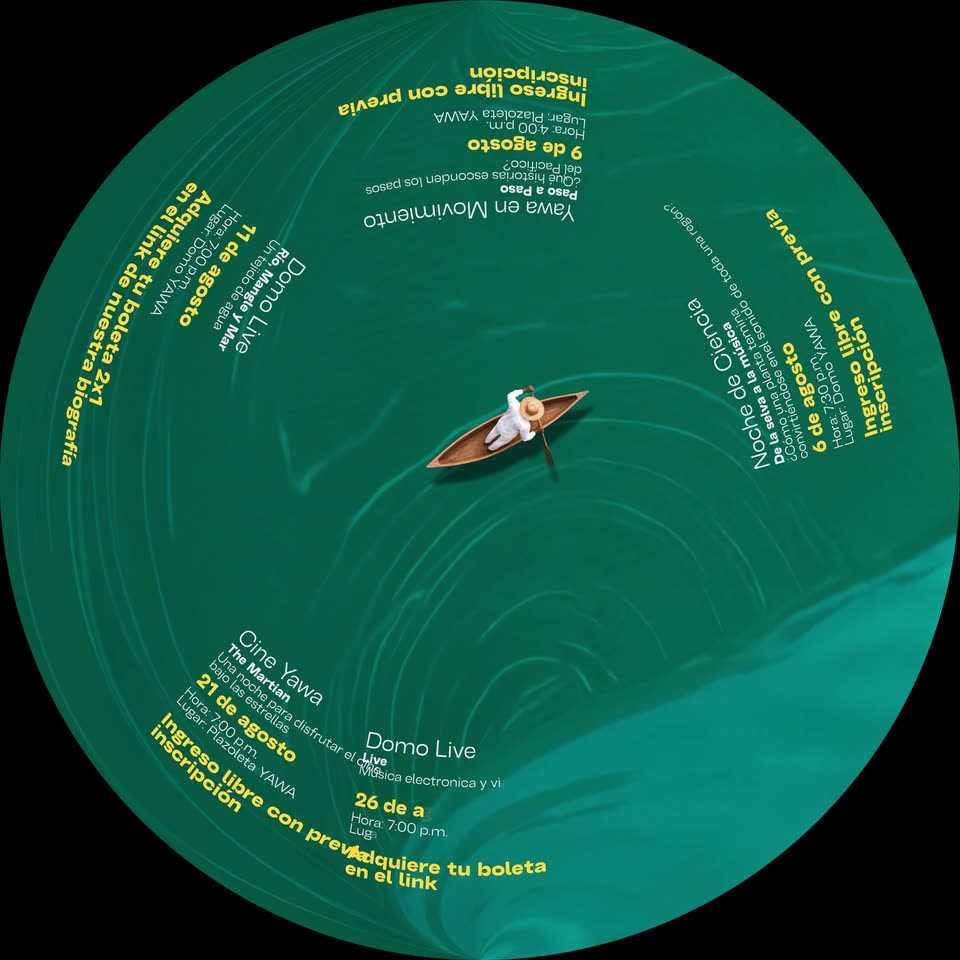 Noche de Ciencia
De la selva a la música
¿Cómo una planta termina
convirtiéndose enel sonido de toda una región?
6 de agosto
Hora: 7:30 p.m.
Lugar: Domo YAWA
Ingreso libre con previa
inscripción
Yawa en Movimiento
Paso a Paso
¿Qué historias esconden los pasos
del Pacífico?
9 de agosto
Hora: 4:00 p.m.
Lugar: Plazoleta YAWA
Ingreso libre con previa
inscripción
Domo Live
Río, Mangle y Mar
Un tejido de agua
11 de agosto
Hora: 7:00 p.m.
Lugar: Domo YAWA
Adquiere tu boleta 2x1
en el link de nuestra biografía
Cine Yawa
The Martian
Una noche para disfrutar el cine
bajo las estrellas
21 de agosto
Hora: 7:00 p.m.
Lugar: Plazoleta YAWA
Ingreso libre con previa
inscripción
Domo Live
Live
Música electronica y vi
26 de a
Hora: 7:00 p.m.
Lug
Adquiere tu boleta
en el link